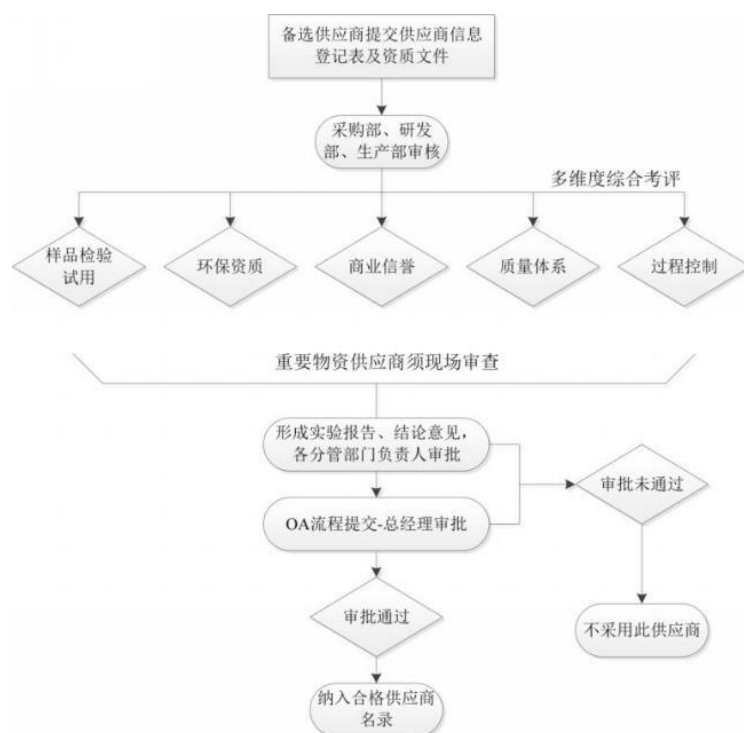 备选供应商提交供应商信息
登记表及资质文件
采购部、研发
部、生产部审核
多维度综合考评
样品检验
试用
环保资质
商业信誉
质量体系
过程控制
重要物资供应商须现场审查
形成实验报告、结论意见，
各分管部门负责人审批
审批未通过
OA流程提交-总经理审批
审批通过
不采用此供应商
纳入合格供应商
名录